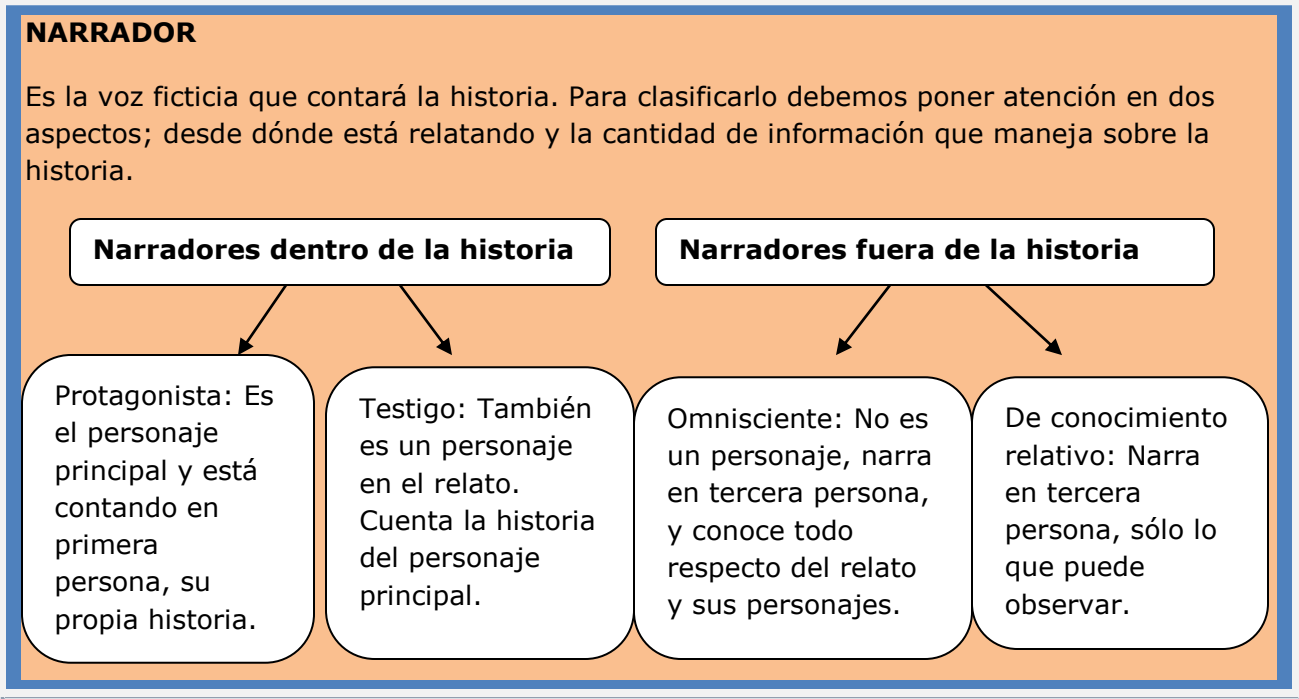 NARRADOR
Es la voz ficticia que contará la historia. Para clasificarlo debemos poner atención en dos
aspectos; desde dónde está relatando y la cantidad de información que maneja sobre la
historia.
Narradores dentro de la historia
Narradores fuera de la historia
Protagonista: Es
el personaje
principal y está
contando en
primera
persona, su
propia historia.
Testigo: También
es un personaje
en el relato.
Cuenta la historia
del personaje
principal.
Omnisciente: No es
un personaje, narra
en tercera persona,
y conoce todo
respecto del relato
y sus personajes.
De conocimiento
relativo: Narra
en tercera
persona, sólo lo
que puede
observar.